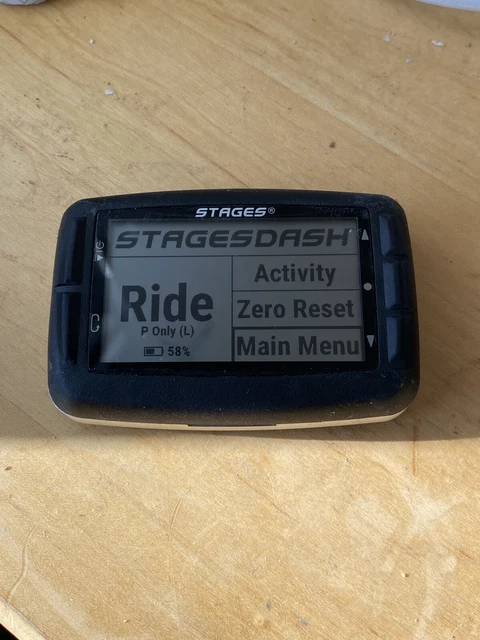 STAGES®
STAGESDASH
Ride
P Only (L)
58%
Activity
Zero Reset
Main Menu